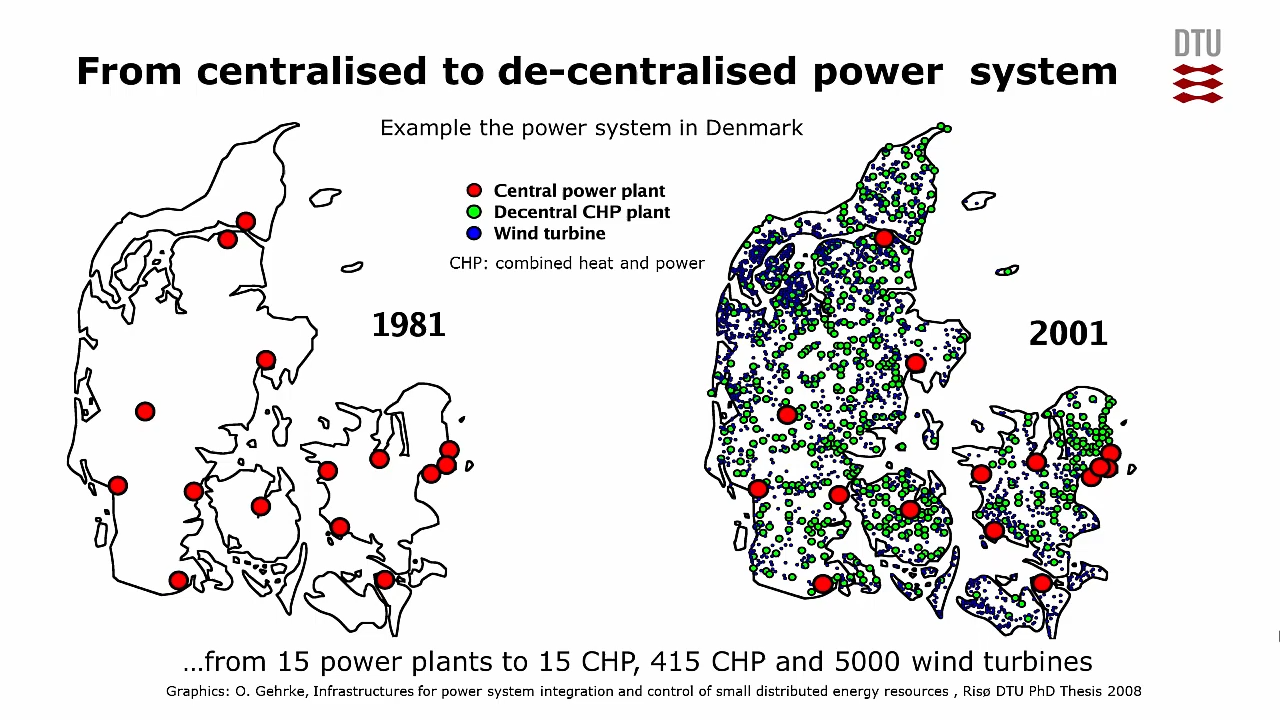 DTU
From centralised to de-centralised power system
Example the power system in Denmark
Central power plant
Decentral CHP plant
Wind turbine
CHP: combined heat and power
1981
2001
...from 15 power plants to 15 CHP, 415 CHP and 5000 wind turbines
Graphics: O. Gehrke, Infrastructures for power system integration and control of small distributed energy resources , Risø DTU PhD Thesis 2008